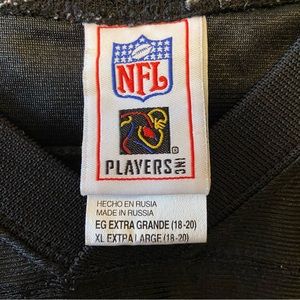 NFL
PLAYERS INC
HECHO EN RUSIA
MADE IN RUSSIA
EG EXTRA GRANDE (18-20)
XL EXTRA LARGE (18-20)